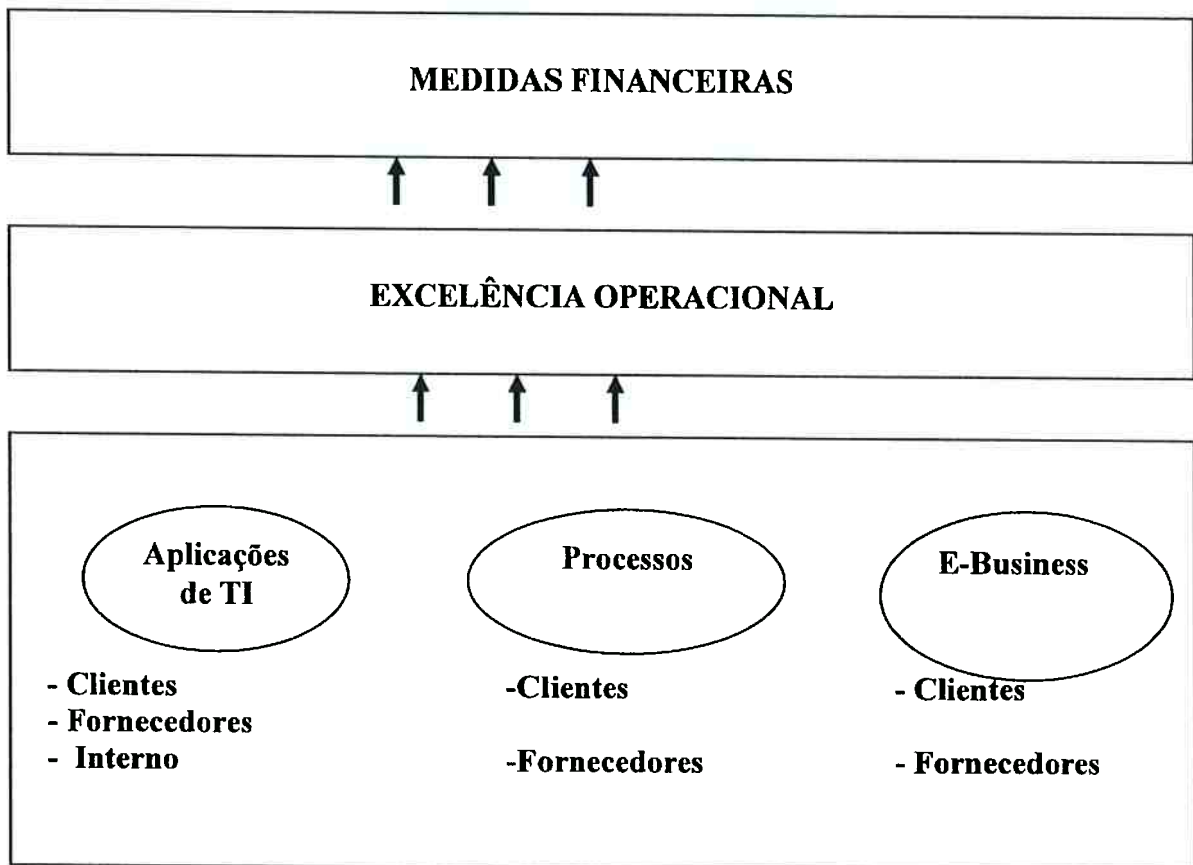 MEDIDAS FINANCEIRAS
EXCELÊNCIA OPERACIONAL
Aplicações
de TI
- Clientes
- Fornecedores
- Interno
Processos
-Clientes
-Fornecedores
E-Business
- Clientes
- Fornecedores